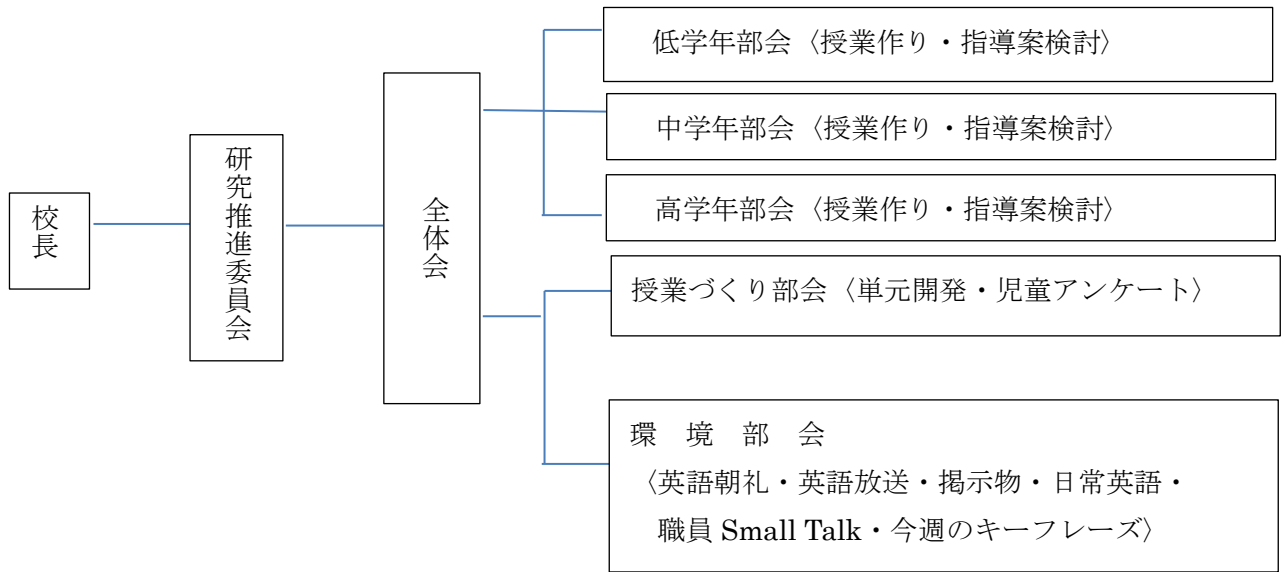 校長
研究推進委員会
全体会
低学年部会〈授業作り・指導案検討〉
中学年部会〈授業作り・指導案検討〉
高学年部会〈授業作り・指導案検討〉
授業づくり部会〈単元開発・児童アンケート〉
環　境　部　会
〈英語朝礼・英語放送・掲示物・日常英語・
職員 Small Talk・今週のキーフレーズ〉